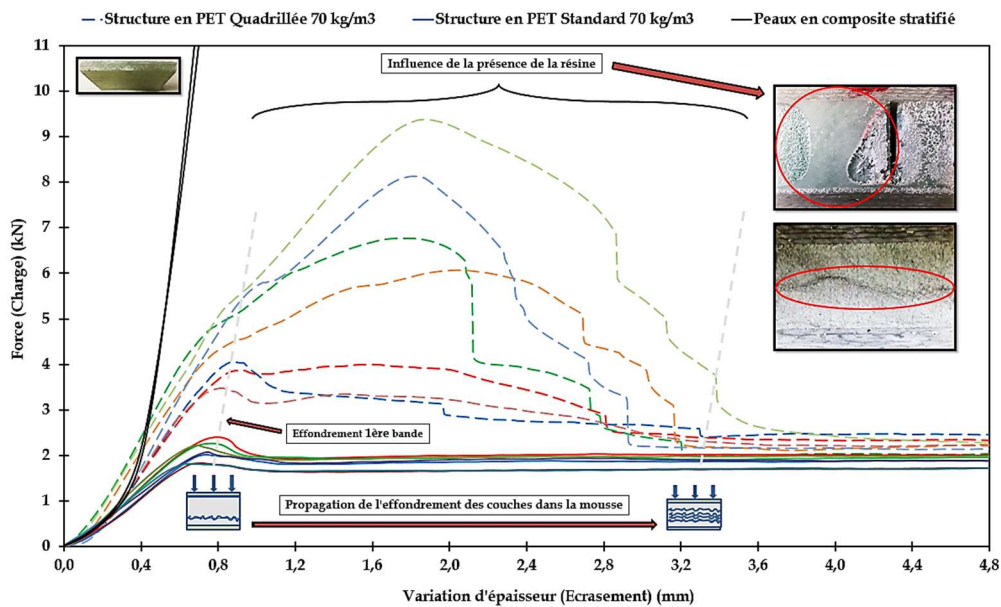 Structure en PET Quadrillée 70 kg/m3 Structure en PET Standard 70 kg/m3 Peaux en composite stratifié
Influence de la présence de la résine
Effondrement 1ère bande
Propagation de l'effondrement des couches dans la mousse
Force (Charge) (kN)
11
10
9
8
7
6
5
4
3
2
1
0
0,0 0,4 0,8 1,2 1,6 2,0 2,4 2,8 3,2 3,6 4,0 4,4 4,8
Variation d'épaisseur (Ecrasement) (mm)